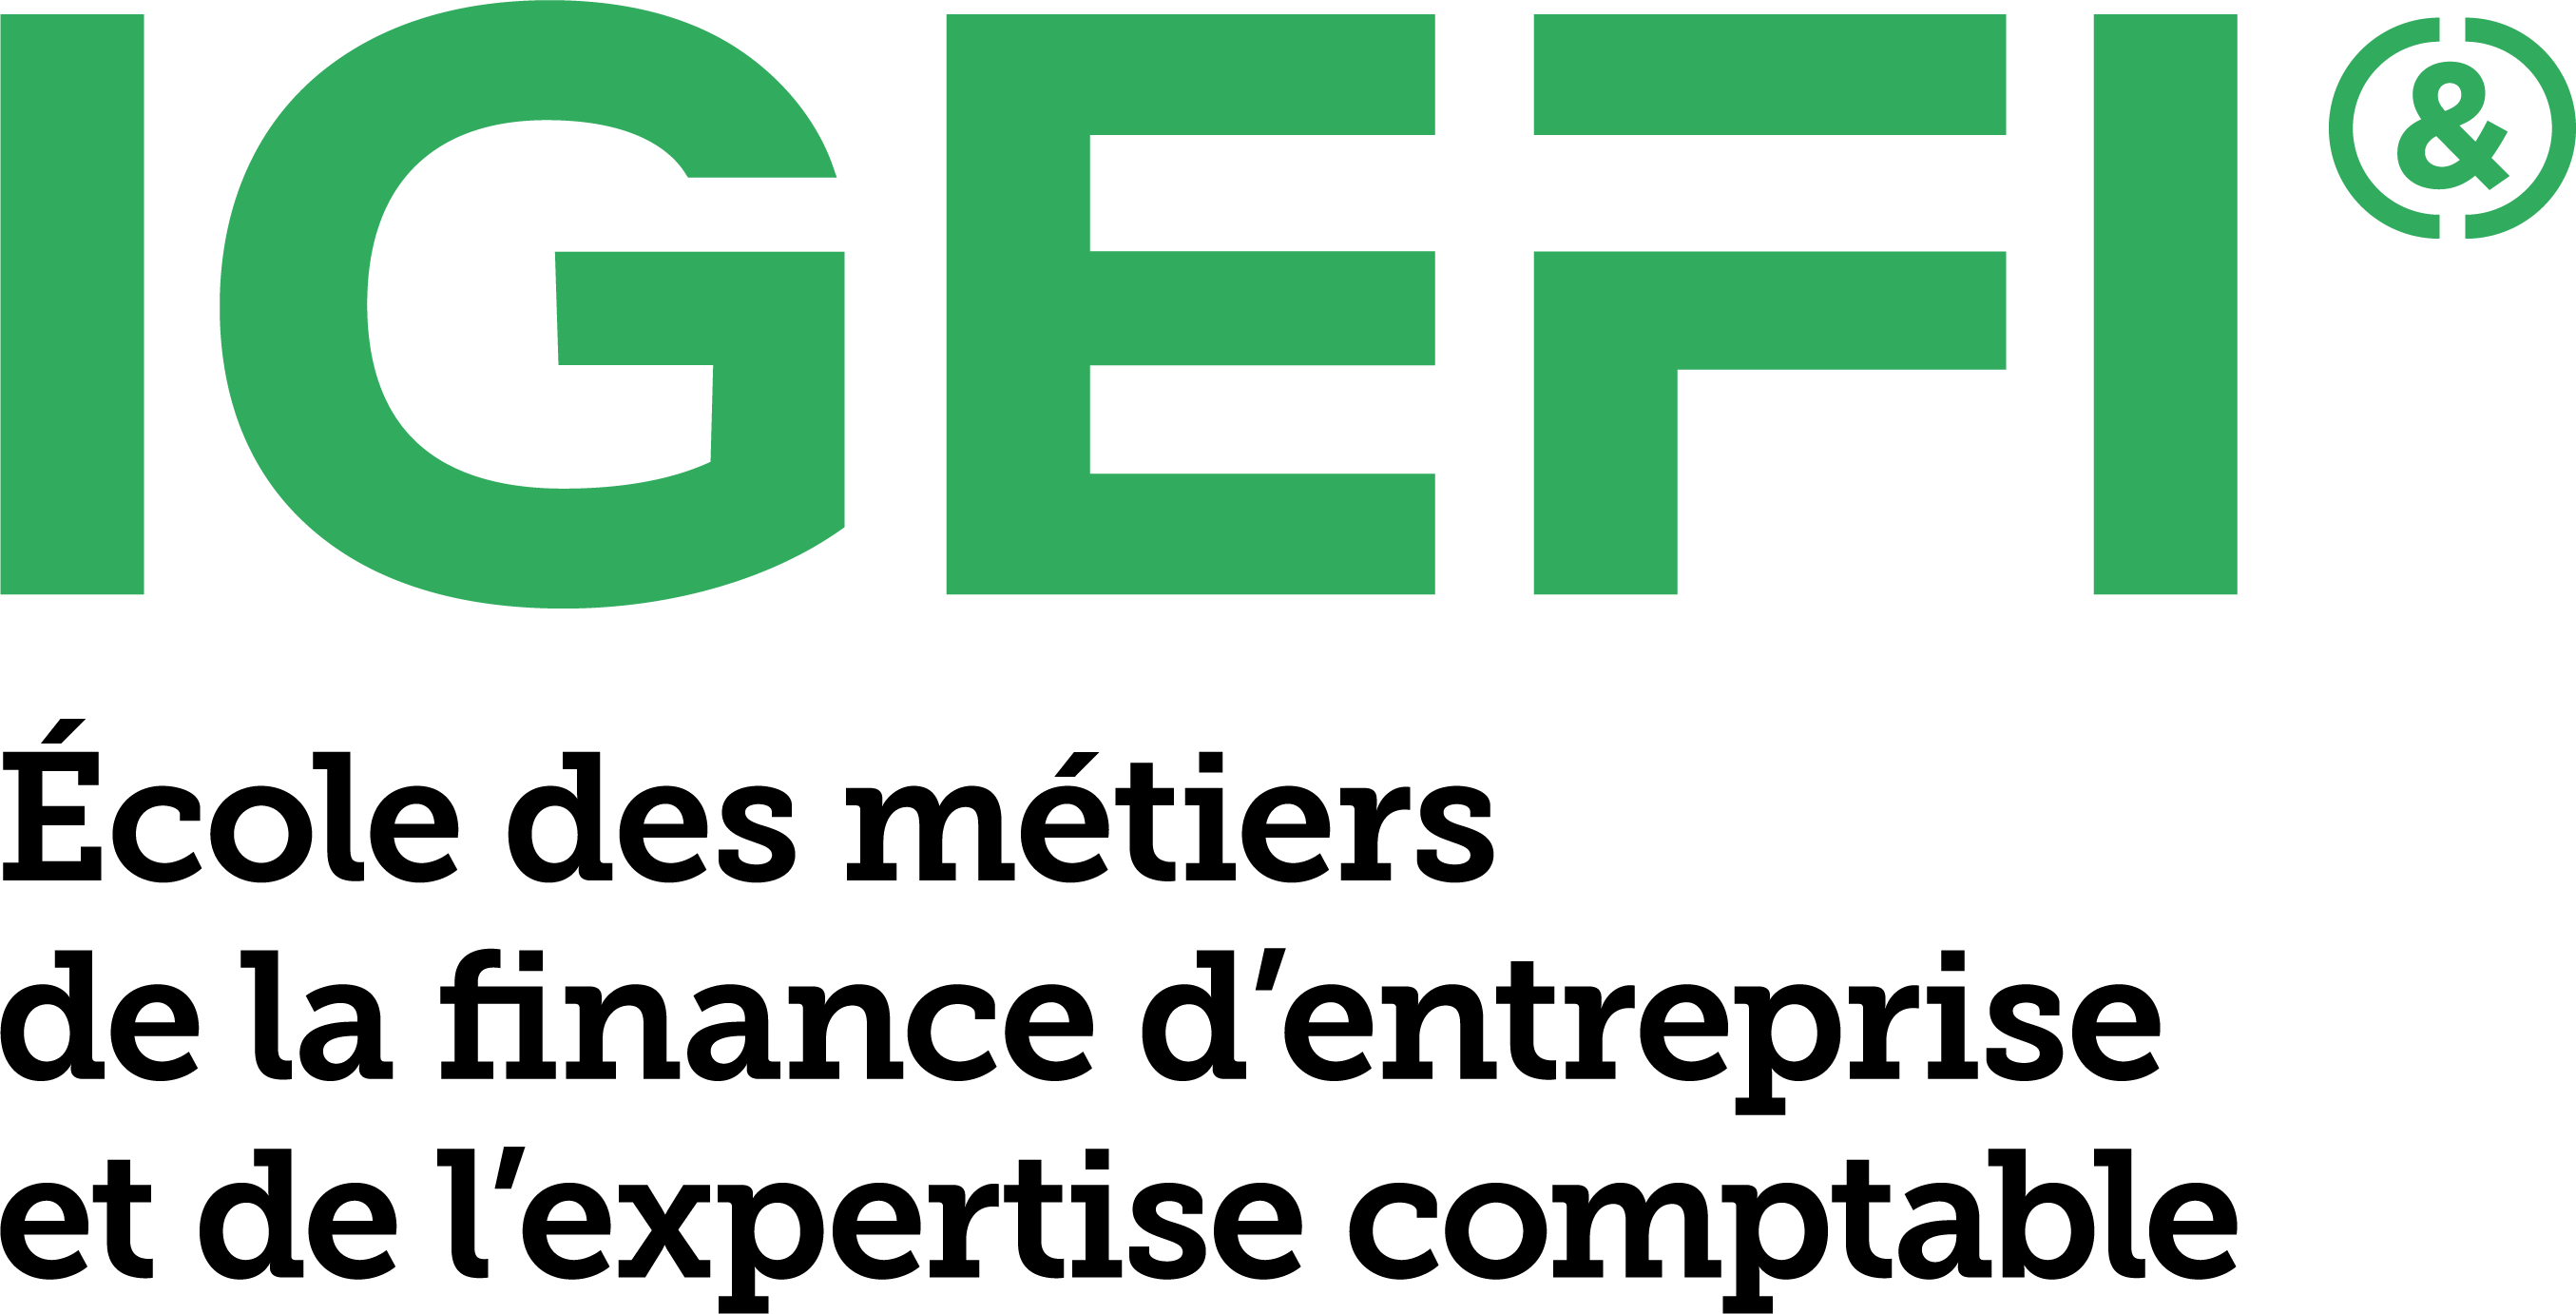 IGEFI &
École des métiers
de la finance d’entreprise
et de l’expertise comptable